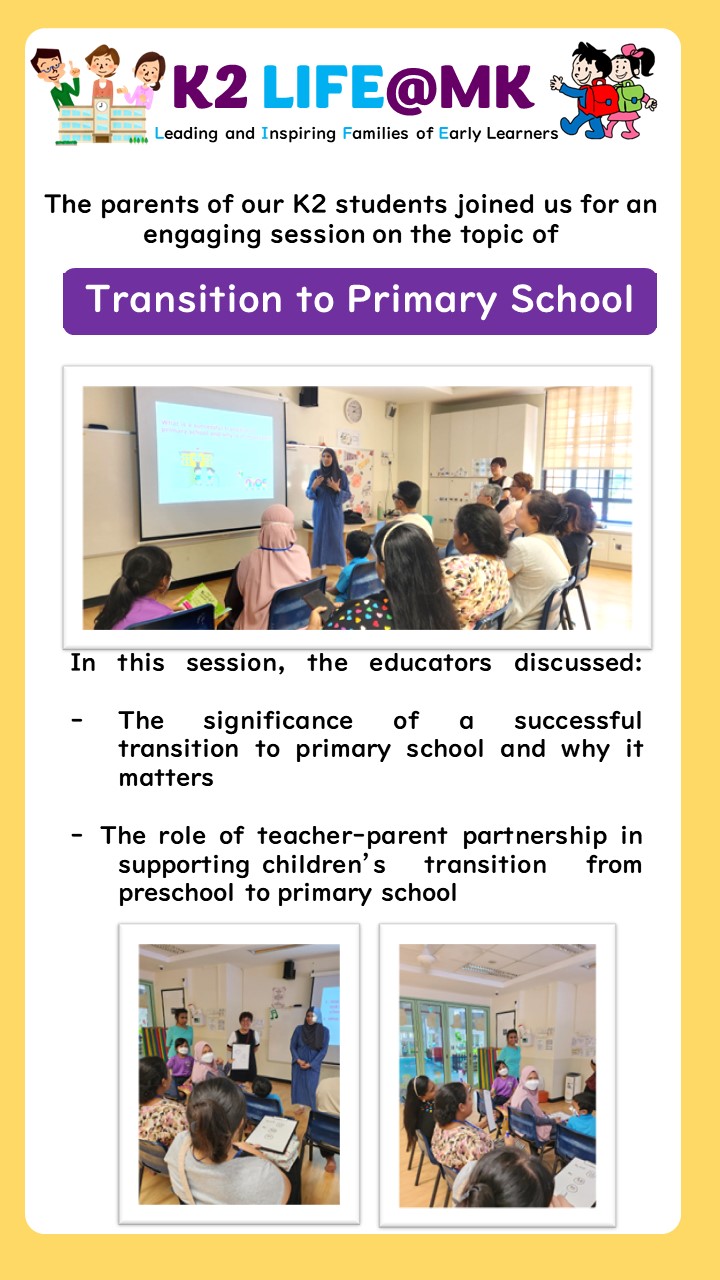 K2 LIFE@MK
Leading and Inspiring Families of Early Learners
The parents of our K2 students joined us for an
engaging session on the topic of
Transition to Primary School
In this session, the educators discussed:
- The significance of a successful
transition to primary school and why it
matters
- The role of teacher-parent partnership in
supporting children’s transition from
preschool to primary school